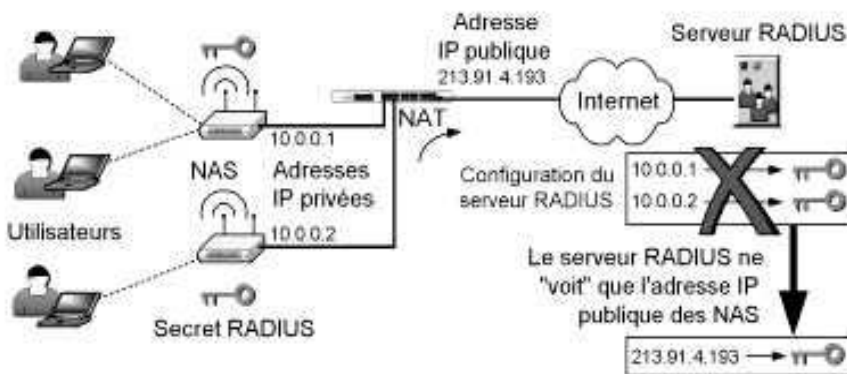 Adresse
IP publique
213.91.4.193
Serveur RADIUS
Internet
NAT
10.0.0.1
NAS
Adresses
IP privées
10.0.0.2
Utilisateurs
Secret RADIUS
Configuration du
serveur RADIUS
10.0.0.1
10.0.0.2
Le serveur RADIUS ne
"voit" que l'adresse IP
publique des NAS
213.91.4.193